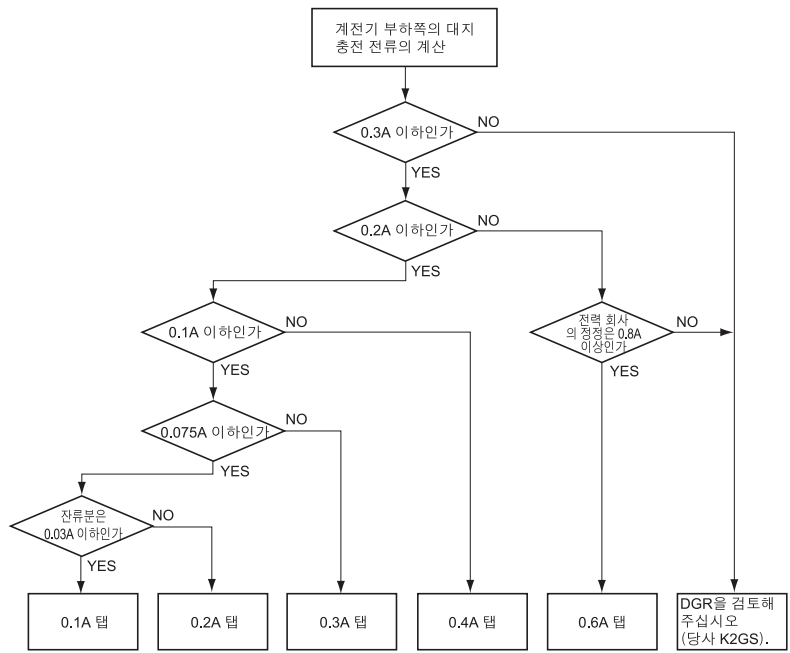 계전기 부하쪽의 대지
충전 전류의 계산
0.3A 이하인가
NO
YES
0.2A 이하인가
NO
YES
0.1A 이하인가
NO
YES
전력 회사
의 정정은 0.8A
이상인가
NO
YES
0.075A 이하인가
NO
YES
잔류분은
0.03A 이하인가
NO
YES
0.1A 탭
0.2A 탭
0.3A 탭
0.4A 탭
0.6A 탭
DGR을 검토해
주십시오
(당사 K2GS).